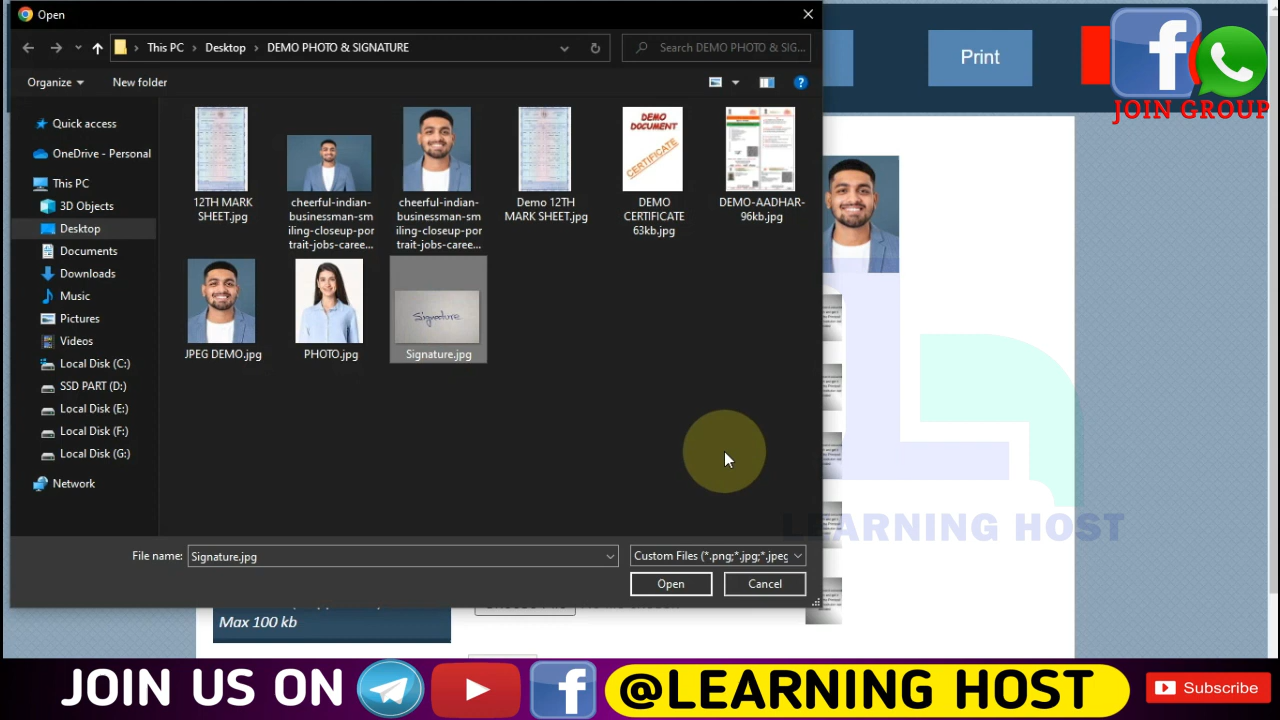 Open
This PC
Desktop
DEMO PHOTO & SIGNATURE
Search DEMO PHOTO & SIG...
Print
JOIN GROUP
Organize
New folder
Quick access
OneDrive - Personal
This PC
3D Objects
Desktop
Documents
Downloads
Music
Pictures
Videos
Local Disk (C:)
SSD PART (D:)
Local Disk (E:)
Local Disk (F:)
Local Disk
Network
DEMO
DOCUMENT
CERTIFICATE
12TH MARK
SHEET.jpg
cheerful-indian-
businessman-sm
iling-closeup-por
trait-jobs-caree...
cheerful-indian-
businessman-sm
iling-closeup-por
trait-jobs-caree...
Demo 12TH
MARK SHEET.jpg
DEMO
CERTIFICATE
63kb.jpg
DEMO-AADHAR-
96kb.jpg
Signature
JPEG DEMO.jpg
PHOTO.jpg
Signature.jpg
LEARNING HOST
File name:
Signature.jpg
Custom Files (*.png;*.jpg;*.jpeg
Open
Cancel
Max 100 kb
JOIN US ON
@LEARNING HOST
Subscribe